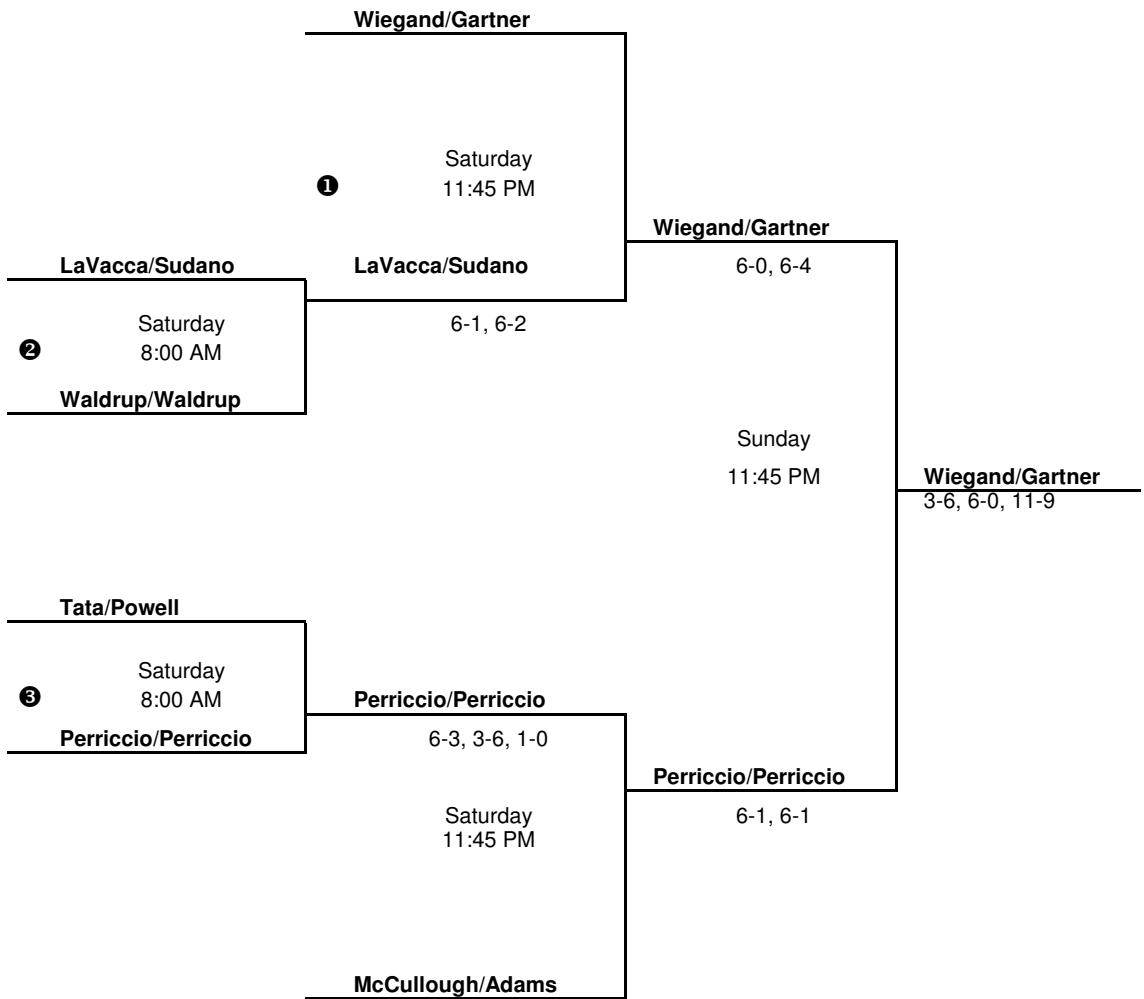 Wiegand/Gartner
Saturday
❶ 11:45 PM
Wiegand/Gartner
LaVacca/Sudano LaVacca/Sudano 6-0, 6-4
Saturday 6-1, 6-2
❷ 8:00 AM
Waldrup/Waldrup
Sunday
11:45 PM Wiegand/Gartner
3-6, 6-0, 11-9
Tata/Powell
Saturday
❸ 8:00 AM Perriccio/Perriccio
Perriccio/Perriccio 6-3, 3-6, 1-0
Perriccio/Perriccio
Saturday 6-1, 6-1
11:45 PM
McCullough/Adams